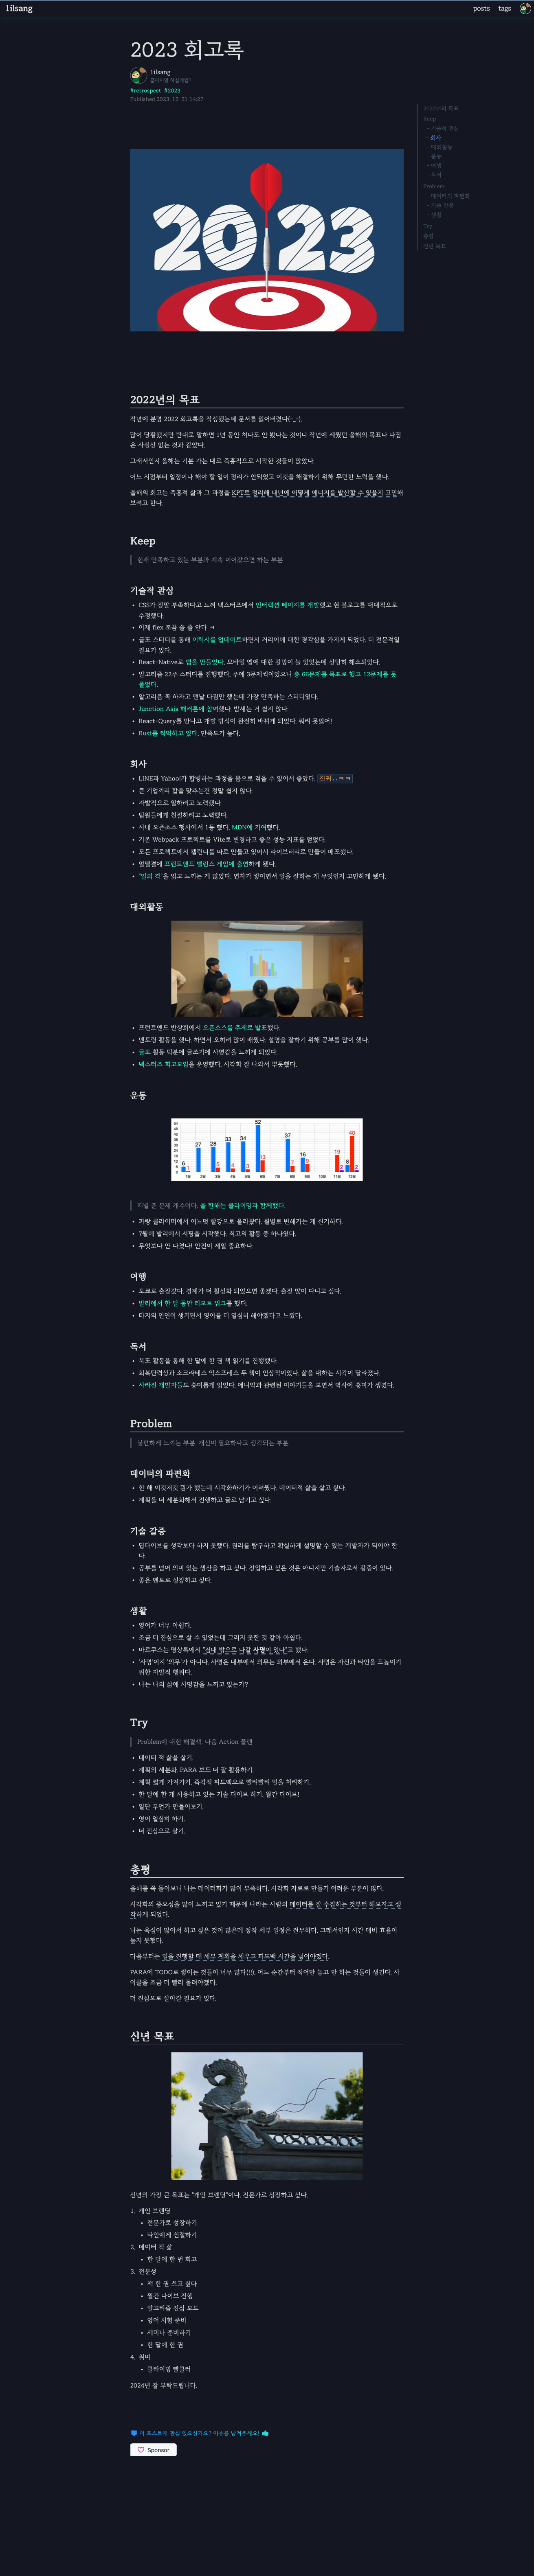 1ilsang
posts tags
2023 회고록
1ilsang
클라이밍 하실래염?
#retrospect #2023
Published 2023-12-31 14:27
2022년의 목표
Keep
- 기술적 관심
- 회사
- 대외활동
- 운동
- 여행
- 독서
Problem
- 데이터의 파편화
- 기술 갈증
- 생활
Try
총평
신년 목표
2023
2022년의 목표
작년에 분명 2022 회고록을 작성했는데 문서를 잃어버렸다(-_-).
많이 당황했지만 반대로 말하면 1년 동안 쳐다도 안 봤다는 것이니 작년에 세웠던 올해의 목표나 다짐
은 사실상 없는 것과 같았다.
그래서인지 올해는 기분 가는 대로 즉흥적으로 시작한 것들이 많았다.
어느 시점부터 일정이나 해야 할 일이 정리가 안되었고 이것을 해결하기 위해 무던한 노력을 했다.
올해의 회고는 즉흥적 삶과 그 과정을 KPT로 정리해 내년에 어떻게 에너지를 발산할 수 있을지 고민해
보려고 한다.
Keep
현재 만족하고 있는 부분과 계속 이어갔으면 하는 부분
기술적 관심
• CSS가 정말 부족하다고 느껴 넥스터즈에서 인터렉션 페이지를 개발했고 현 블로그를 대대적으로
수정했다.
• 이제 flex 쪼끔 쓸 줄 안다 ㅋ
• 글또 스터디를 통해 이력서를 업데이트하면서 커리어에 대한 경각심을 가지게 되었다. 더 전문적일
필요가 있다.
• React-Native로 앱을 만들었다. 모바일 앱에 대한 갈망이 늘 있었는데 상당히 해소되었다.
• 알고리즘 22주 스터디를 진행했다. 주에 3문제씩이었으니 총 66문제를 목표로 했고 12문제를 못
풀었다.
• 알고리즘 꼭 하자고 맨날 다짐만 했는데 가장 만족하는 스터디였다.
• Junction Asia 해커톤에 참여했다. 밤새는 거 쉽지 않다.
• React-Query를 만나고 개발 방식이 완전히 바뀌게 되었다. 쿼리 못잃어!
• Rust를 찍먹하고 있다. 만족도가 높다.
회사
• LINE과 Yahoo!가 합병하는 과정을 몸으로 겪을 수 있어서 좋았다. 진짜..ㅋㅋ
• 큰 기업끼리 합을 맞추는건 정말 쉽지 않다.
• 자발적으로 일하려고 노력했다.
• 팀원들에게 친절하려고 노력했다.
• 사내 오픈소스 행사에서 1등 했다. MDN에 기여했다.
• 기존 Webpack 프로젝트를 Vite로 변경하고 좋은 성능 지표를 얻었다.
• 모든 프로젝트에서 캘린더를 따로 만들고 있어서 라이브러리로 만들어 배포했다.
• 얼떨결에 프런트엔드 밸런스 게임에 출연하게 됐다.
• "일의 격"을 읽고 느끼는 게 많았다. 연차가 쌓이면서 일을 잘하는 게 무엇인지 고민하게 됐다.
대외활동
• 프런트엔드 반상회에서 오픈소스를 주제로 발표했다.
• 멘토링 활동을 했다. 하면서 오히려 많이 배웠다. 설명을 잘하기 위해 공부를 많이 했다.
• 글또 활동 덕분에 글쓰기에 사명감을 느끼게 되었다.
• 넥스터즈 회고모임을 운영했다. 시각화 잘 나와서 뿌듯했다.
운동
6 1 27 28 5 33 4 34 3 52 13 37 7 16 9 19 2 8 40 2
1월 2월 3월 4월 5월 6월 7월 8월 9월 10월 11월 12월
띠별 푼 문제 개수이다. 올 한해는 클라이밍과 함께했다.
• 파랑 클라이머에서 어느덧 빨강으로 올라왔다. 월별로 변해가는 게 신기하다.
• 7월에 발리에서 서핑을 시작했다. 최고의 활동 중 하나였다.
• 무엇보다 안 다쳤다! 안전이 제일 중요하다.
여행
• 도쿄로 출장갔다. 경제가 더 활성화 되었으면 좋겠다. 출장 많이 다니고 싶다.
• 발리에서 한 달 동안 리모트 워크를 했다.
• 타지의 인연이 생기면서 영어를 더 열심히 해야겠다고 느꼈다.
독서
• 북또 활동을 통해 한 달에 한 권 책 읽기를 진행했다.
• 회복탄력성과 소크라테스 익스프레스 두 책이 인상적이었다. 삶을 대하는 시각이 달라졌다.
• 사라진 개발자들도 흥미롭게 읽었다. 애니악과 관련된 이야기들을 보면서 역사에 흥미가 생겼다.
Problem
불편하게 느끼는 부분, 개선이 필요하다고 생각되는 부분
데이터의 파편화
• 한 해 이것저것 뭔가 했는데 시각화하기가 어려웠다. 데이터적 삶을 살고 싶다.
• 계획을 더 세분화해서 진행하고 글로 남기고 싶다.
기술 갈증
• 딥다이브를 생각보다 하지 못했다. 원리를 탐구하고 확실하게 설명할 수 있는 개발자가 되어야 한
다.
• 공부를 넘어 의미 있는 생산을 하고 싶다. 창업하고 싶은 것은 아니지만 기술자로서 갈증이 있다.
• 좋은 멘토로 성장하고 싶다.
생활
• 영어가 너무 아쉽다.
• 조금 더 진심으로 살 수 있었는데 그러지 못한 것 같아 아쉽다.
• 마르쿠스는 명상록에서 "침대 밖으로 나갈 사명이 있다"고 했다.
• '사명'이지 '의무'가 아니다. 사명은 내부에서 의무는 외부에서 온다. 사명은 자신과 타인을 드높이기
위한 자발적 행위다.
• 나는 나의 삶에 사명감을 느끼고 있는가?
Try
Problem에 대한 해결책, 다음 Action 플랜
• 데이터 적 삶을 살기.
• 계획의 세분화, PARA 보드 더 잘 활용하기.
• 계획 짧게 가져가기. 즉각적 피드백으로 빨리빨리 일을 처리하기.
• 한 달에 한 개 사용하고 있는 기술 다이브 하기. 월간 다이브!
• 일단 무언가 만들어보기.
• 영어 열심히 하기.
• 더 진심으로 살기.
총평
올해를 쭉 돌아보니 나는 데이터화가 많이 부족하다. 시각화 자료로 만들기 어려운 부분이 많다.
시각화의 중요성을 많이 느끼고 있기 때문에 나라는 사람의 데이터를 잘 수집하는 것부터 해보자고 생
각하게 되었다.
나는 욕심이 많아서 하고 싶은 것이 많은데 정작 세부 일정은 전무하다. 그래서인지 시간 대비 효율이
높지 못했다.
다음부터는 일을 진행할 때 세부 계획을 세우고 피드백 시간을 넣어야겠다.
PARA에 TODO로 쌓이는 것들이 너무 많다(!!). 어느 순간부터 적어만 놓고 안 하는 것들이 생긴다. 사
이클을 조금 더 빨리 돌려야겠다.
더 진심으로 살아갈 필요가 있다.
신년 목표
신년의 가장 큰 목표는 "개인 브랜딩"이다. 전문가로 성장하고 싶다.
1. 개인 브랜딩
• 전문가로 성장하기
• 타인에게 친절하기
2. 데이터 적 삶
• 한 달에 한 번 회고
3. 전문성
• 책 한 권 쓰고 싶다
• 월간 다이브 진행
• 알고리즘 진심 모드
• 영어 시험 준비
• 세미나 준비하기
• 한 달에 한 권
4. 취미
• 클라이밍 빨클러
2024년 잘 부탁드립니다.
이 포스트에 관심 있으신가요? 이슈를 남겨주세요!
Sponsor